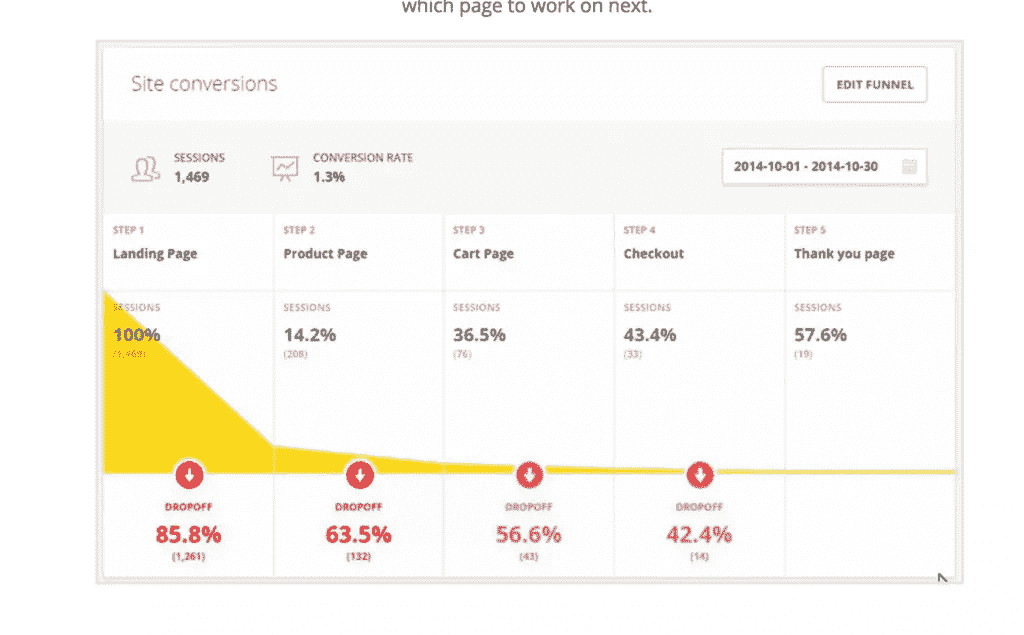 which page to work on next.
Site conversions
EDIT FUNNEL
SESSIONS
1,469
CONVERSION RATE
1.3%
2014-10-01 - 2014-10-30
STEP 1
Landing Page
STEP 2
Product Page
STEP 3
Cart Page
STEP 4
Checkout
STEP 5
Thank you page
SESSIONS
100%
(1,469)
SESSIONS
14.2%
(208)
SESSIONS
36.5%
(76)
SESSIONS
43.4%
(33)
SESSIONS
57.6%
(19)
DROPOFF
85.8%
(1,261)
DROPOFF
63.5%
(132)
DROPOFF
56.6%
(43)
DROPOFF
42.4%
(14)